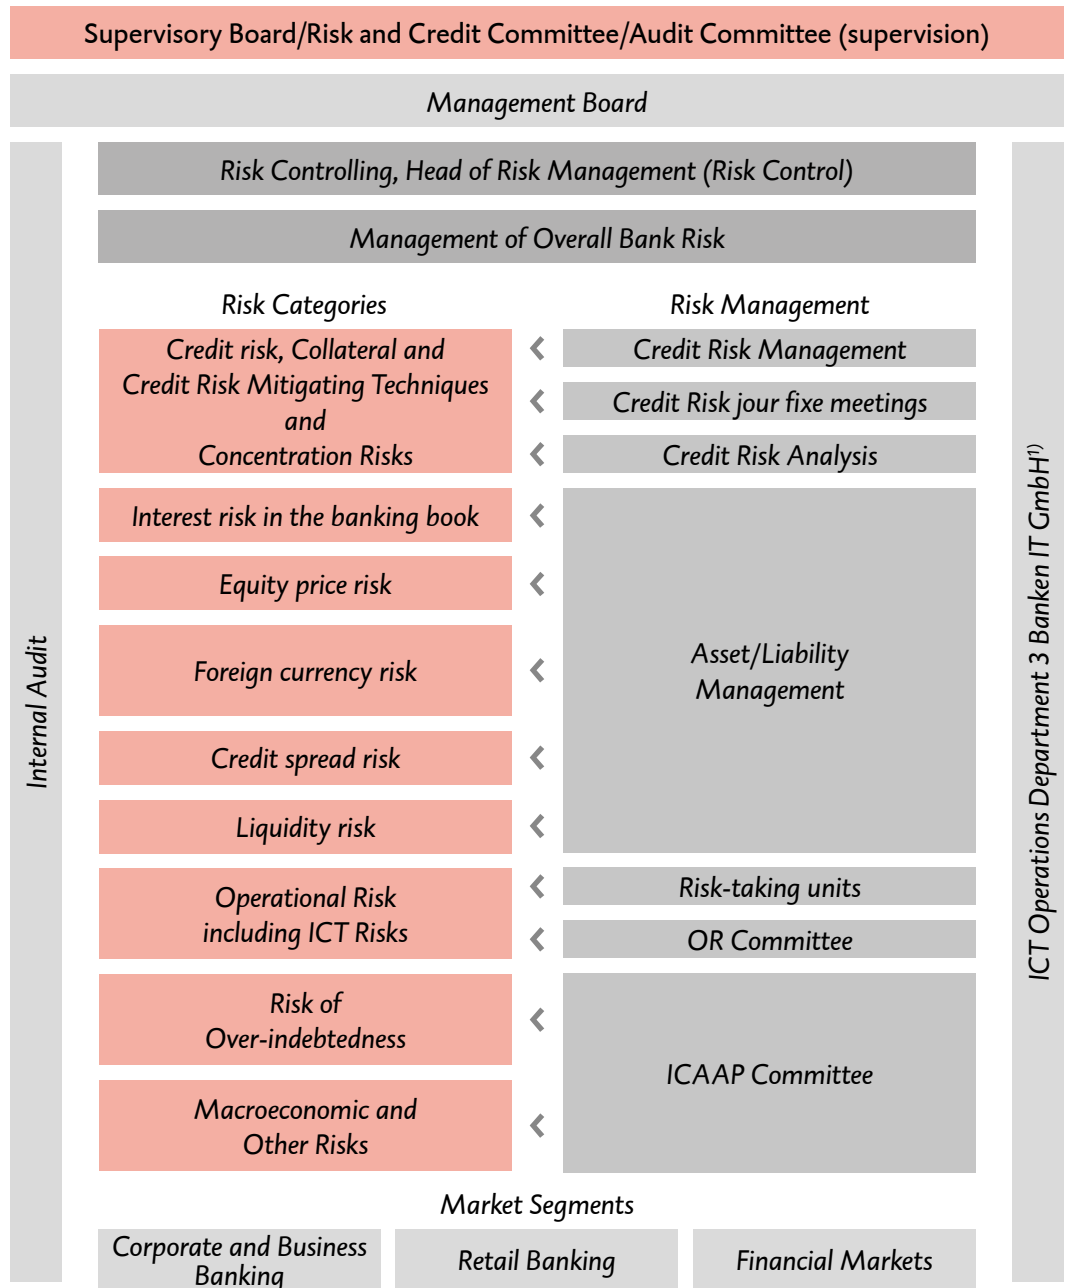 Supervisory Board/Risk and Credit Committee/Audit Committee (supervision)
Management Board
Internal Audit
Risk Controlling, Head of Risk Management (Risk Control)
Management of Overall Bank Risk
Risk Categories
Risk Management
Credit risk, Collateral and
Credit Risk Mitigating Techniques
and
Concentration Risks
Credit Risk Management
Credit Risk jour fixe meetings
Credit Risk Analysis
Interest risk in the banking book
Equity price risk
Foreign currency risk
Credit spread risk
Liquidity risk
Asset/Liability
Management
Operational Risk
including ICT Risks
Risk-taking units
OR Committee
Risk of
Over-indebtedness
Macroeconomic and
Other Risks
ICAAP Committee
Market Segments
Corporate and Business
Banking
Retail Banking
Financial Markets
ICT Operations Department 3 Banken IT GmbH¹⁾